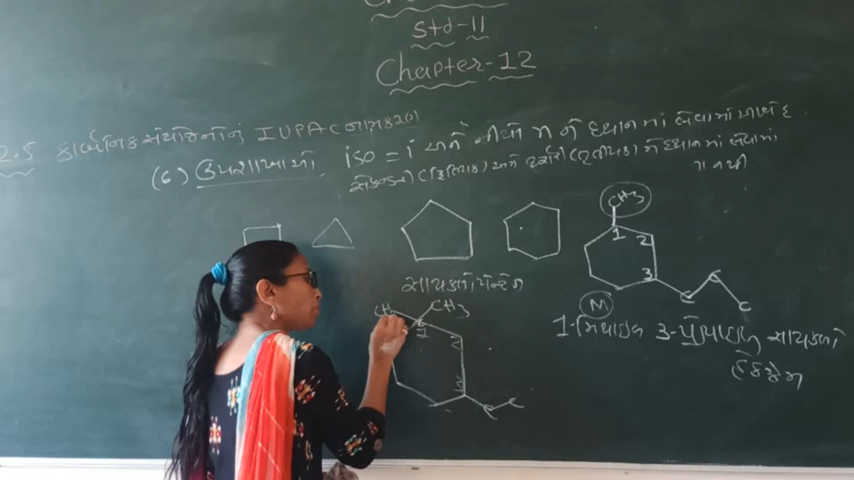 Std-11
Chapter-12
2.5 કાર્બનિક સંયોજનોનું IUPAC નામકરણ
(6) ઉપશાખામાં iso = i અને નીયો n ને ધ્યાનમાં લેવામાં આવે છે
સેકન્ડરી (દ્વિતીયક) અને ટર્શરી (તૃતીયક) ને ધ્યાનમાં લેવામાં
આવતી નથી
CH3
1 2
3
C C
C
સાયક્લોપેન્ટેન
CH3
1
2
3
C C
M
1-મિથાઇલ 3-પ્રોપાઇલ સાયક્લો
હેક્ઝેન